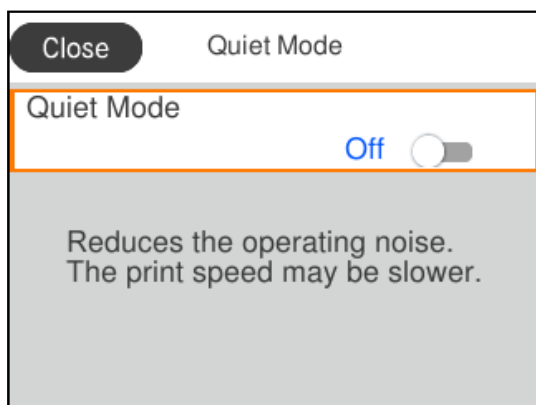 Close Quiet Mode
Quiet Mode
Off
Reduces the operating noise.
The print speed may be slower.